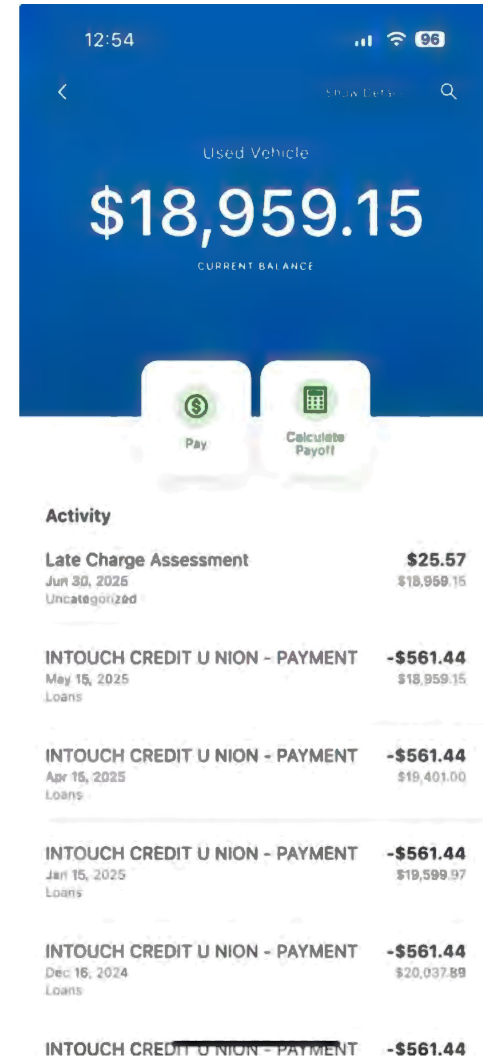 12:54
96
Used Vehicle
$18,959.15
CURRENT BALANCE
Pay
Calculate
Payoff
Activity
Late Charge Assessment $25.57
Jun 30, 2025 $18,959.15
Uncategorized
INTOUCH CREDIT U NION - PAYMENT -$561.44
May 15, 2025 $18,959.15
Loans
INTOUCH CREDIT U NION - PAYMENT -$561.44
Apr 15, 2025 $19,401.00
Loans
INTOUCH CREDIT U NION - PAYMENT -$561.44
Jan 15, 2025 $19,599.97
Loans
INTOUCH CREDIT U NION - PAYMENT -$561.44
Dec 16, 2024 $20,037.89
Loans
INTOUCH CREDIT U NION - PAYMENT -$561.44